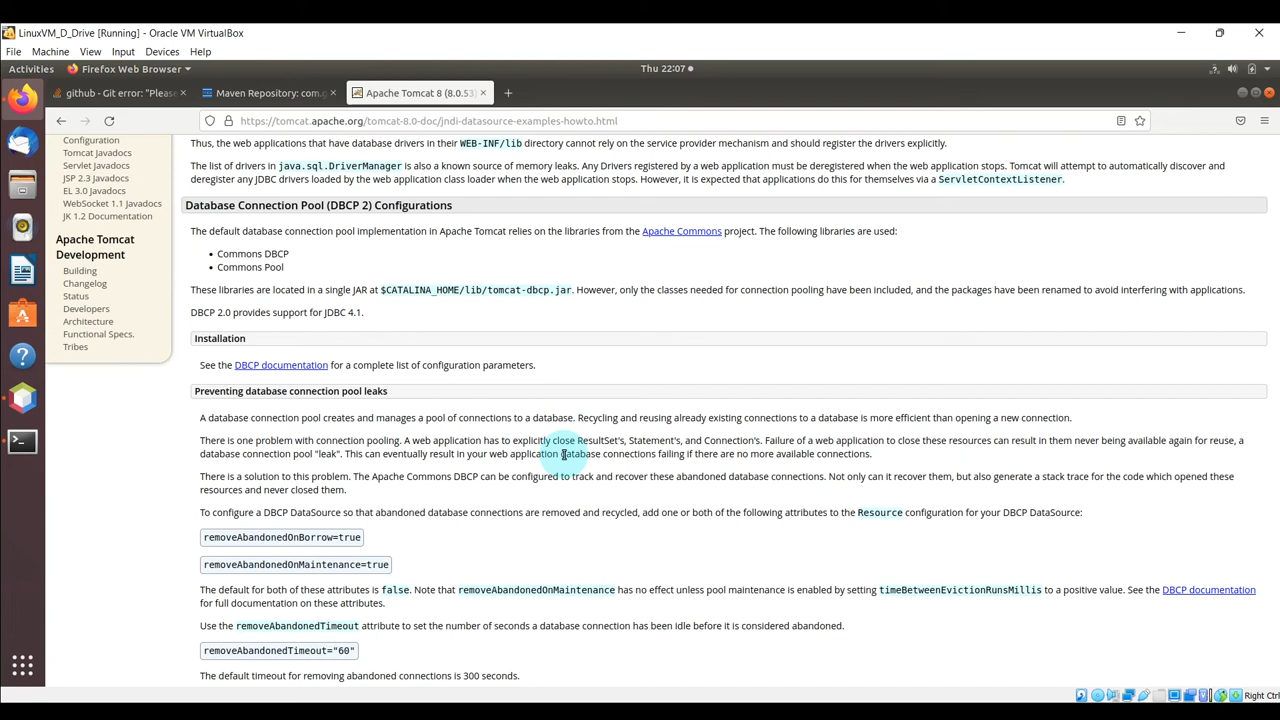 LinuxVM_D_Drive [Running] - Oracle VM VirtualBox
File Machine View Input Devices Help
Activities Firefox Web Browser Thu 22:07
github - Git error: "Please
Maven Repository: com.g
Apache Tomcat 8 (8.0.53)
https://tomcat.apache.org/tomcat-8.0-doc/jndi-datasource-examples-howto.html
Configuration
Tomcat Javadocs
Servlet Javadocs
JSP 2.3 Javadocs
EL 3.0 Javadocs
WebSocket 1.1 Javadocs
JK 1.2 Documentation
Apache Tomcat
Development
Building
Changelog
Status
Developers
Architecture
Functional Specs.
Tribes
Thus, the web applications that have database drivers in their WEB-INF/lib directory cannot rely on the service provider mechanism and should register the drivers explicitly.
The list of drivers in java.sql.DriverManager is also a known source of memory leaks. Any Drivers registered by a web application must be deregistered when the web application stops. Tomcat will attempt to automatically discover and
deregister any JDBC drivers loaded by the web application class loader when the web application stops. However, it is expected that applications do this for themselves via a ServletContextListener.
Database Connection Pool (DBCP 2) Configurations
The default database connection pool implementation in Apache Tomcat relies on the libraries from the Apache Commons project. The following libraries are used:
• Commons DBCP
• Commons Pool
These libraries are located in a single JAR at $CATALINA_HOME/lib/tomcat-dbcp.jar. However, only the classes needed for connection pooling have been included, and the packages have been renamed to avoid interfering with applications.
DBCP 2.0 provides support for JDBC 4.1.
Installation
See the DBCP documentation for a complete list of configuration parameters.
Preventing database connection pool leaks
A database connection pool creates and manages a pool of connections to a database. Recycling and reusing already existing connections to a database is more efficient than opening a new connection.
There is one problem with connection pooling. A web application has to explicitly close ResultSet's, Statement's, and Connection's. Failure of a web application to close these resources can result in them never being available again for reuse, a
database connection pool "leak". This can eventually result in your web application database connections failing if there are no more available connections.
There is a solution to this problem. The Apache Commons DBCP can be configured to track and recover these abandoned database connections. Not only can it recover them, but also generate a stack trace for the code which opened these
resources and never closed them.
To configure a DBCP DataSource so that abandoned database connections are removed and recycled, add one or both of the following attributes to the Resource configuration for your DBCP DataSource:
removeAbandonedOnBorrow=true
removeAbandonedOnMaintenance=true
The default for both of these attributes is false. Note that removeAbandonedOnMaintenance has no effect unless pool maintenance is enabled by setting timeBetweenEvictionRunsMillis to a positive value. See the DBCP documentation
for full documentation on these attributes.
Use the removeAbandonedTimeout attribute to set the number of seconds a database connection has been idle before it is considered abandoned.
removeAbandonedTimeout="60"
The default timeout for removing abandoned connections is 300 seconds.
Right Ctrl